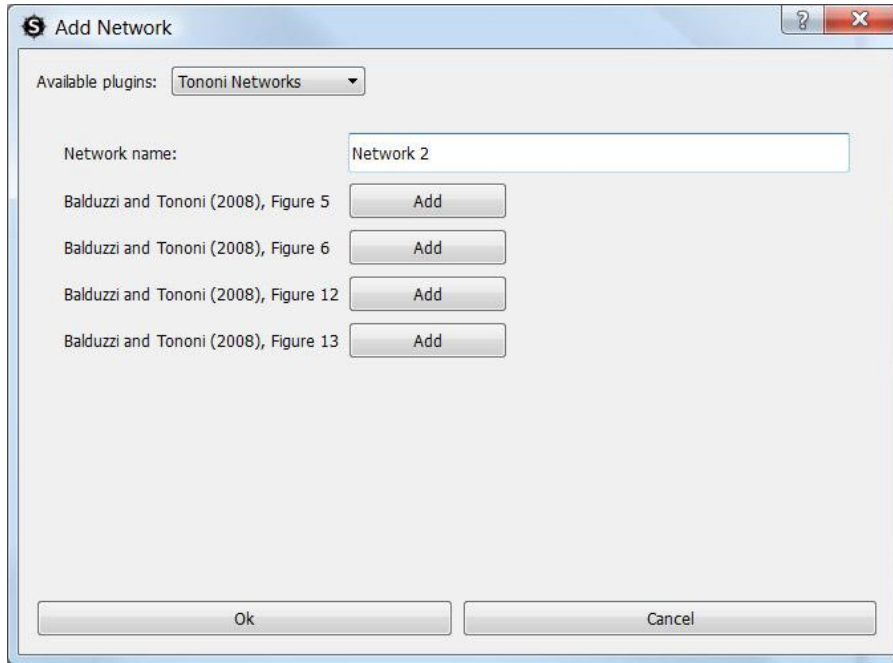 Add Network
Available plugins: Tononi Networks
Network name: Network 2
Balduzzi and Tononi (2008), Figure 5 Add
Balduzzi and Tononi (2008), Figure 6 Add
Balduzzi and Tononi (2008), Figure 12 Add
Balduzzi and Tononi (2008), Figure 13 Add
Ok Cancel